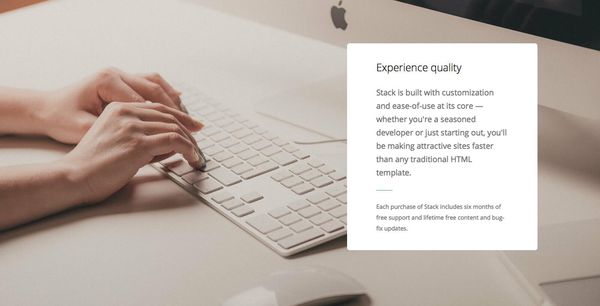 Experience quality
Stack is built with customization
and ease-of-use at its core —
whether you're a seasoned
developer or just starting out, you'll
be making attractive sites faster
than any traditional HTML
template.
Each purchase of Stack includes six months of
free support and lifetime free content and bug-
fix updates.